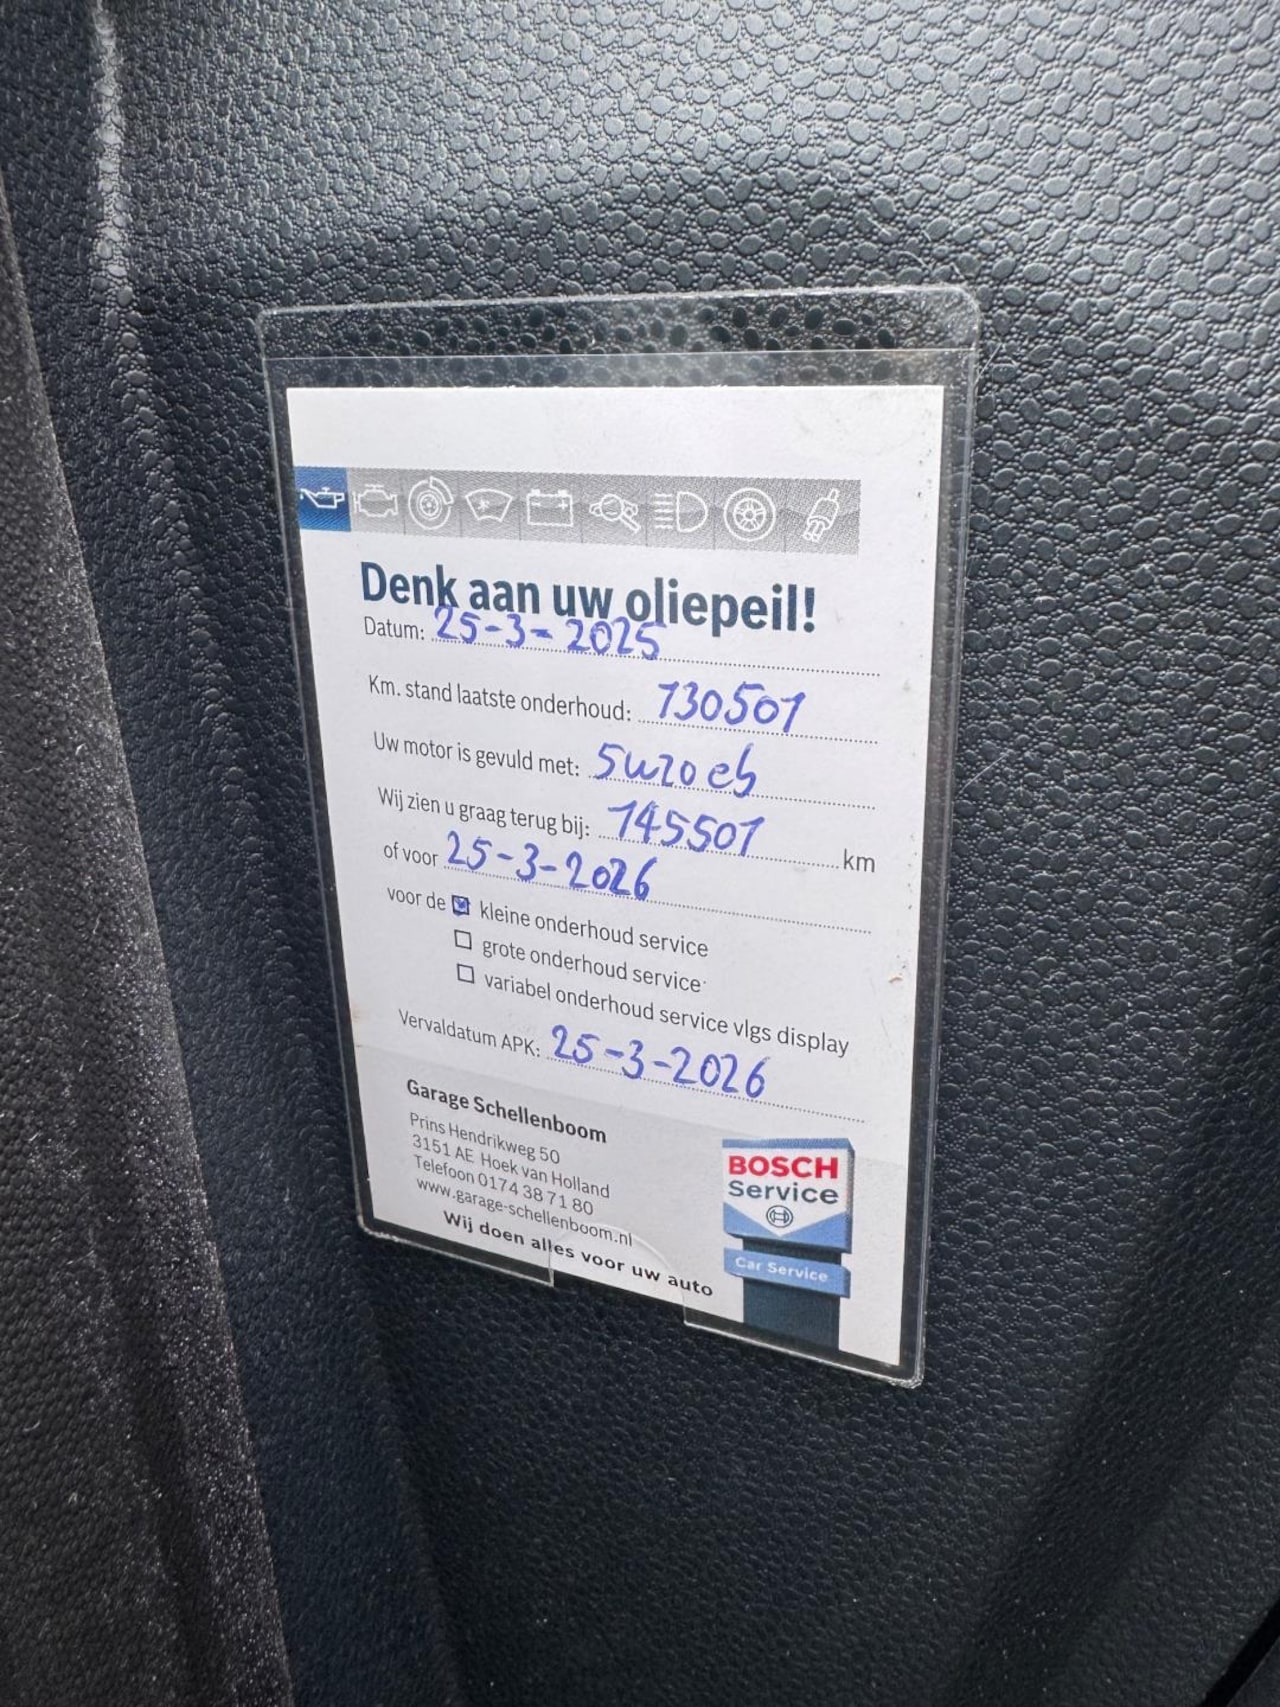 Denk aan uw oliepeil!
Datum: 25-3-2025
Km. stand laatste onderhoud: 130501
Uw motor is gevuld met: 5w20 eb
Wij zien u graag terug bij: 145501 km
of voor 25-3-2026
voor de kleine onderhoud service
grote onderhoud service
variabel onderhoud service vlgs display
Vervaldatum APK: 25-3-2026
Garage Schellenboom
Prins Hendrikweg 50
3151 AE Hoek van Holland
Telefoon 0174 38 71 80
www.garage-schellenboom.nl
Wij doen alles voor uw auto
BOSCH
Service
Car Service